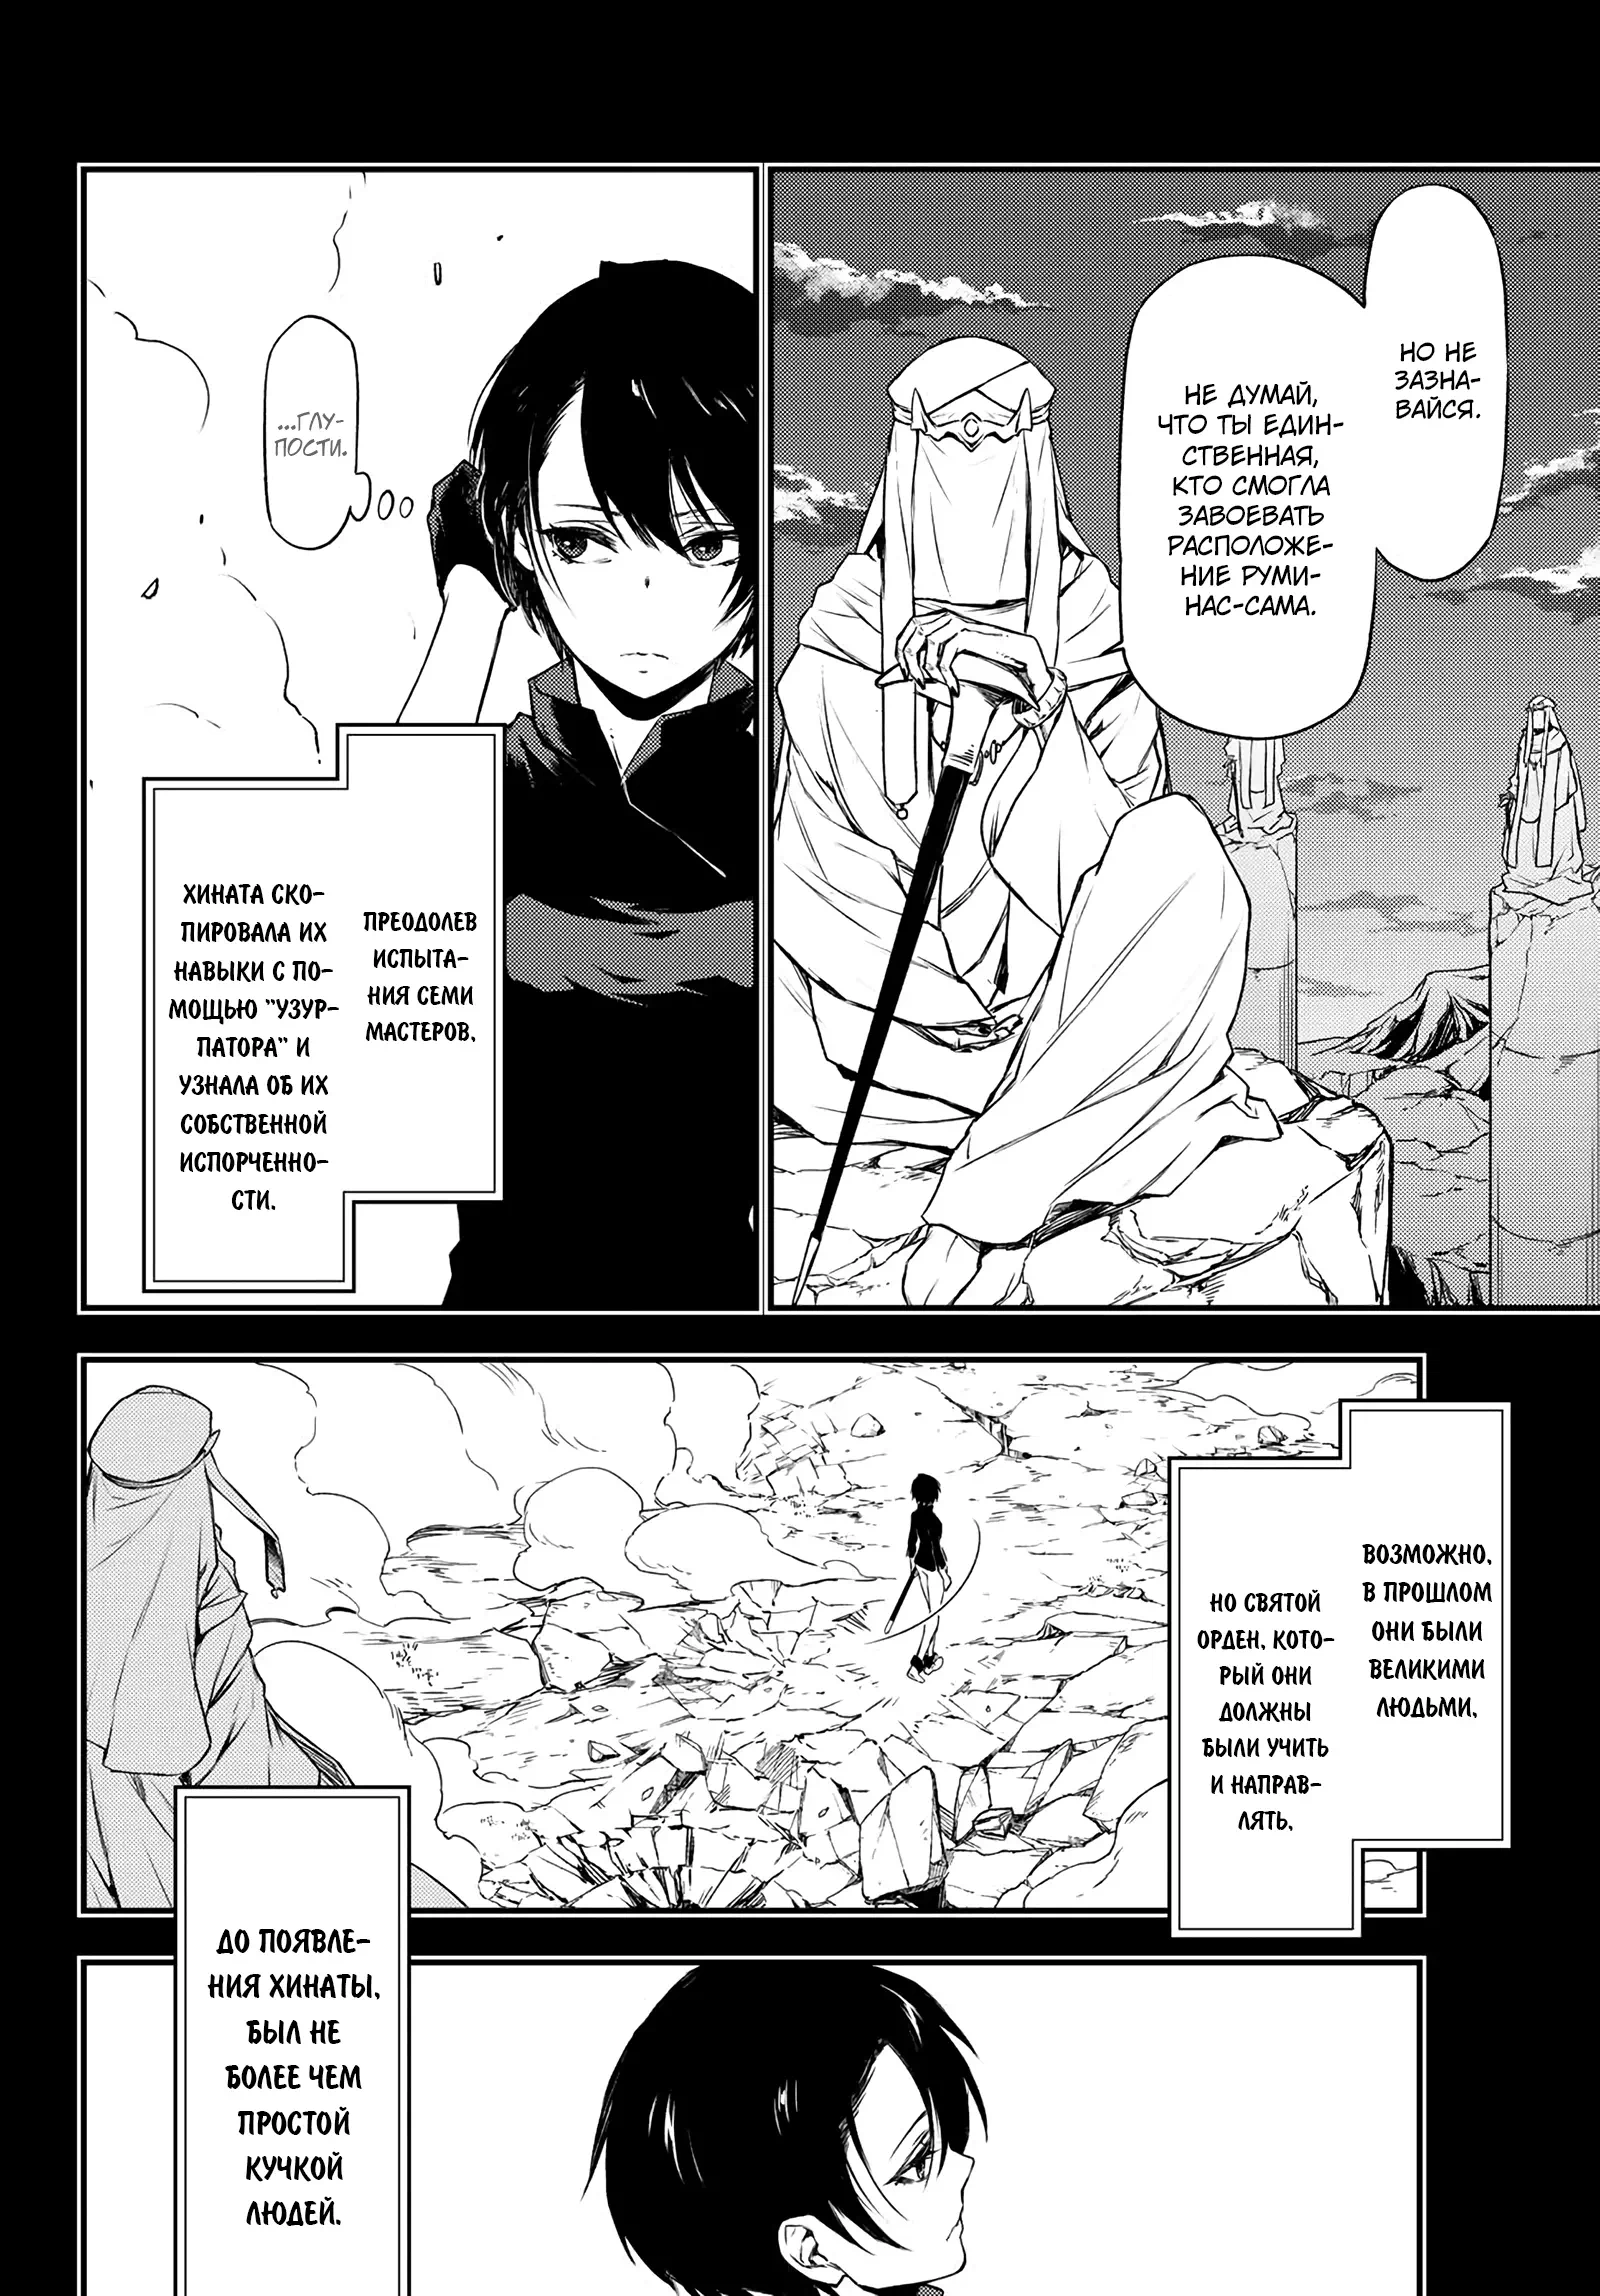 НО НЕ
ЗАЗНА-
ВАЙСЯ.
НЕ ДУМАЙ,
ЧТО ТЫ ЕДИН-
СТВЕННАЯ,
КТО СМОГЛА
ЗАВОЕВАТЬ
РАСПОЛОЖЕ-
НИЕ РУМИ-
НАС-САМА.
...ГЛУ-
ПОСТИ.
ПРЕОДОЛЕВ
ИСПЫТА-
НИЯ СЕМИ
МАСТЕРОВ,
ХИНАТА СКО-
ПИРОВАЛА ИХ
НАВЫКИ С ПО-
МОЩЬЮ "УЗУР-
ПАТОРА" И
УЗНАЛА ОБ ИХ
СОБСТВЕННОЙ
ИСПОРЧЕННО-
СТИ.
ВОЗМОЖНО,
В ПРОШЛОМ
ОНИ БЫЛИ
ВЕЛИКИМИ
ЛЮДЬМИ,
НО СВЯТОЙ
ОРДЕН, КОТО-
РЫЙ ОНИ
ДОЛЖНЫ
БЫЛИ УЧИТЬ
И НАПРАВ-
ЛЯТЬ,
ДО ПОЯВЛЕ-
НИЯ ХИНАТЫ,
БЫЛ НЕ
БОЛЕЕ ЧЕМ
ПРОСТОЙ
КУЧКОЙ
ЛЮДЕЙ.